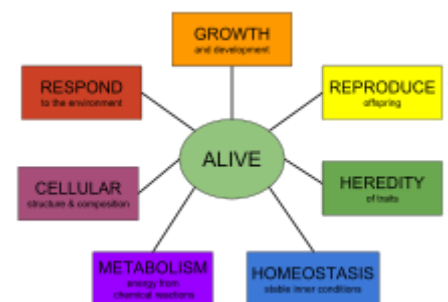 GROWTH
and development
RESPOND
to the environment
REPRODUCE
offspring
ALIVE
CELLULAR
structure & composition
HEREDITY
of traits
METABOLISM
energy from
chemical reactions
HOMEOSTASIS
stable inner conditions